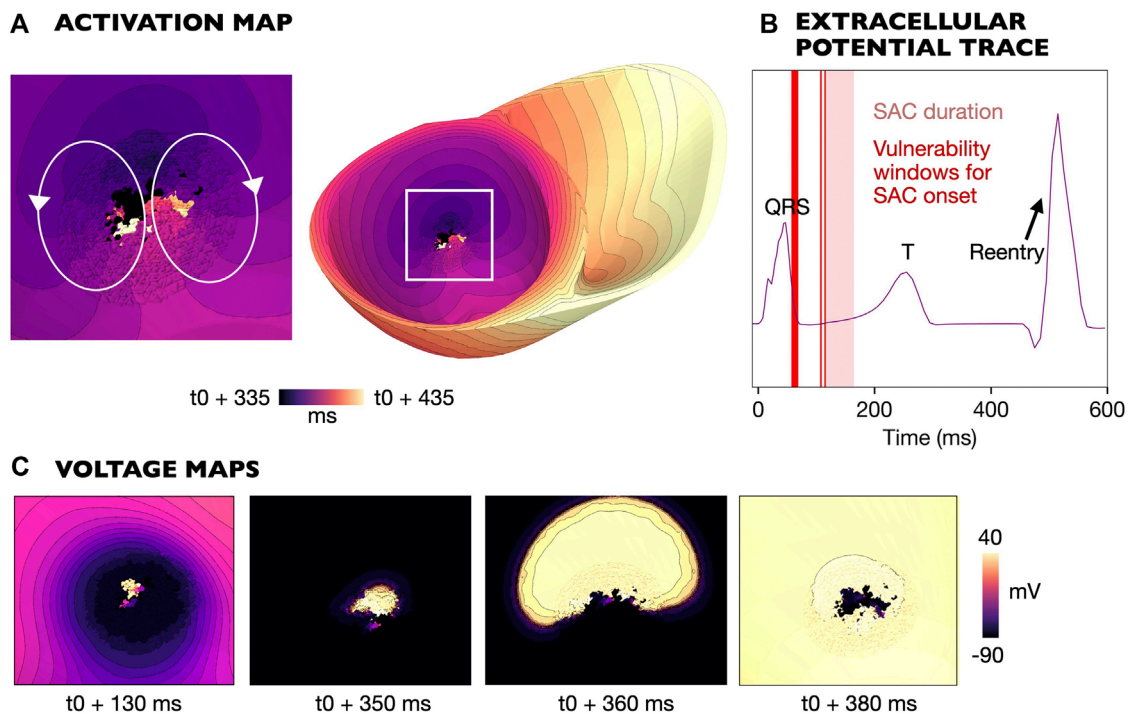 A ACTIVATION MAP
t0 + 335
t0 + 435
ms
B EXTRACELLULAR
POTENTIAL TRACE
SAC duration
Vulnerability
windows for
SAC onset
QRS
T
Reentry
0 200 400 600
Time (ms)
C VOLTAGE MAPS
t0 + 130 ms
t0 + 350 ms
t0 + 360 ms
t0 + 380 ms
40
mV
-90